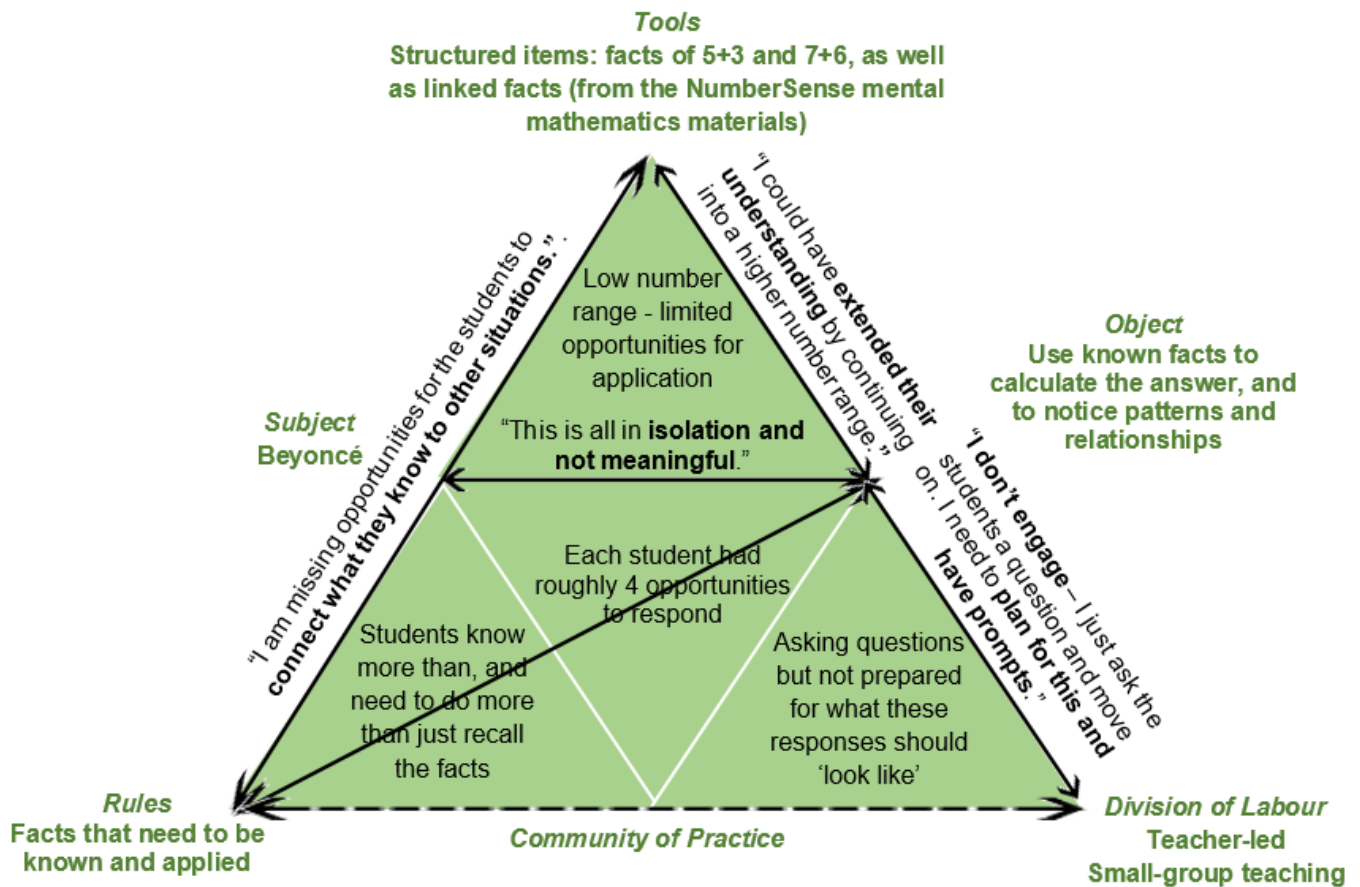 Tools
Structured items: facts of 5+3 and 7+6, as well
as linked facts (from the NumberSense mental
mathematics materials)
“I am missing opportunities for the students to
connect what they know to other situations.”.
“I could have extended their
understanding by continuing
into a higher number range.”
Low number
range - limited
opportunities for
application
“This is all in isolation and
not meaningful.”
Object
Use known facts to
calculate the answer, and
to notice patterns and
relationships
Subject
Beyoncé
“I don’t engage – I just ask the
students a question and move
on. I need to plan for this and
have prompts.”
Each student had
roughly 4 opportunities
to respond
Students know
more than, and
need to do more
than just recall
the facts
Asking questions
but not prepared
for what these
responses should
‘look like’
Rules
Facts that need to be
known and applied
Community of Practice
Division of Labour
Teacher-led
Small-group teaching